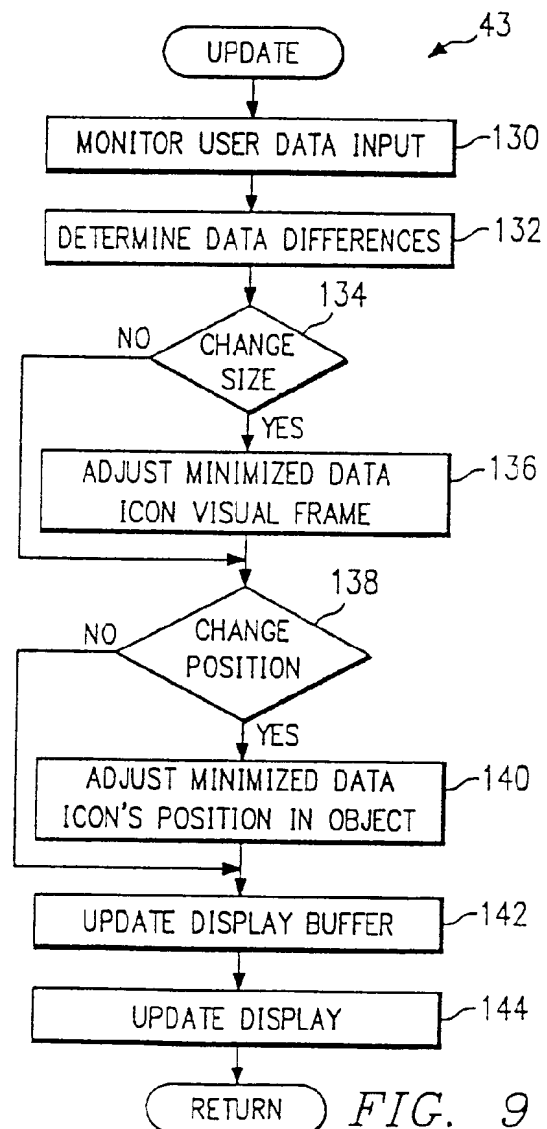 UPDATE
43
MONITOR USER DATA INPUT
130
DETERMINE DATA DIFFERENCES
132
134
NO
CHANGE
SIZE
YES
ADJUST MINIMIZED DATA
ICON VISUAL FRAME
136
138
NO
CHANGE
POSITION
YES
ADJUST MINIMIZED DATA
ICON'S POSITION IN OBJECT
140
UPDATE DISPLAY BUFFER
142
UPDATE DISPLAY
144
RETURN
FIG. 9